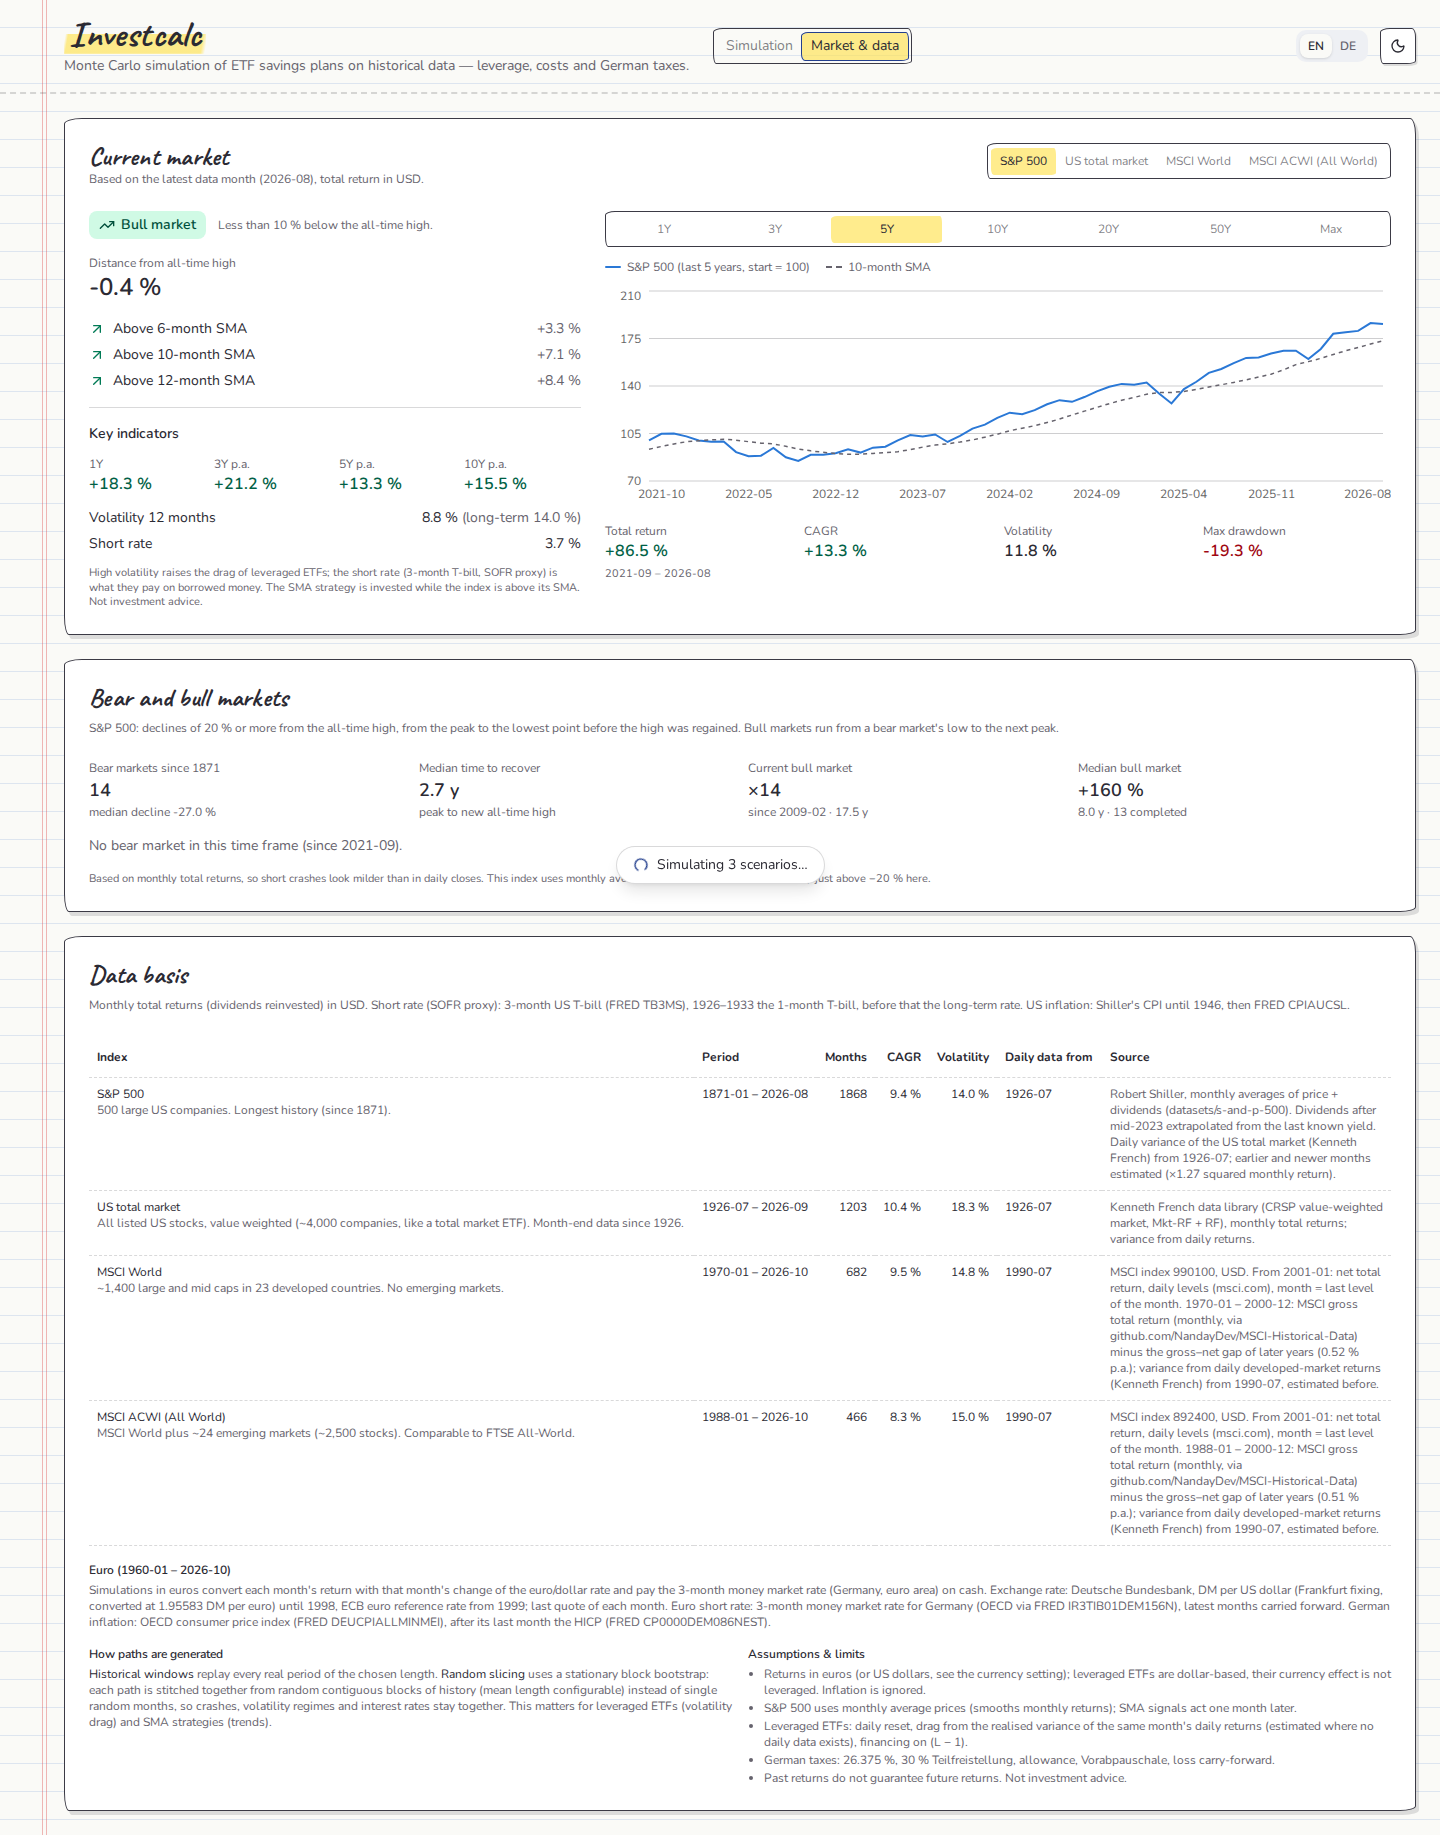 Investcalc
Monte Carlo simulation of ETF savings plans on historical data — leverage, costs and German taxes.
Simulation Market & data
EN DE
Current market
Based on the latest data month (2026-08), total return in USD.
S&P 500 US total market MSCI World MSCI ACWI (All World)
Bull market Less than 10 % below the all-time high.
Distance from all-time high
-0.4 %
Above 6-month SMA +3.3 %
Above 10-month SMA +7.1 %
Above 12-month SMA +8.4 %
Key indicators
1Y 3Y p.a. 5Y p.a. 10Y p.a.
+18.3 % +21.2 % +13.3 % +15.5 %
Volatility 12 months 8.8 % (long-term 14.0 %)
Short rate 3.7 %
High volatility raises the drag of leveraged ETFs; the short rate (3-month T-bill, SOFR proxy) is
what they pay on borrowed money. The SMA strategy is invested while the index is above its SMA.
Not investment advice.
1Y 3Y 5Y 10Y 20Y 50Y Max
S&P 500 (last 5 years, start = 100) 10-month SMA
210
175
140
105
70
2021-10 2022-05 2022-12 2023-07 2024-02 2024-09 2025-04 2025-11 2026-08
Total return CAGR Volatility Max drawdown
+86.5 % +13.3 % 11.8 % -19.3 %
2021-09 – 2026-08
Bear and bull markets
S&P 500: declines of 20 % or more from the all-time high, from the peak to the lowest point before the high was regained. Bull markets run from a bear market's low to the next peak.
Bear markets since 1871 Median time to recover Current bull market Median bull market
14 2.7 y ×14 +160 %
median decline -27.0 % peak to new all-time high since 2009-02 · 17.5 y 8.0 y · 13 completed
No bear market in this time frame (since 2021-09).
Simulating 3 scenarios…
Based on monthly total returns, so short crashes look milder than in daily closes. This index uses monthly just above −20 % here.
Data basis
Monthly total returns (dividends reinvested) in USD. Short rate (SOFR proxy): 3-month US T-bill (FRED TB3MS), 1926–1933 the 1-month T-bill, before that the long-term rate. US inflation: Shiller's CPI until 1946, then FRED CPIAUCSL.
Index Period Months CAGR Volatility Daily data from Source
S&P 500 1871-01 – 2026-08 1868 9.4 % 14.0 % 1926-07
500 large US companies. Longest history (since 1871).
Robert Shiller, monthly averages of price +
dividends (datasets/s-and-p-500). Dividends after
mid-2023 extrapolated from the last known yield.
Daily variance of the US total market (Kenneth
French) from 1926-07; earlier and newer months
estimated (×1.27 squared monthly return).
US total market 1926-07 – 2026-09 1203 10.4 % 18.3 % 1926-07
All listed US stocks, value weighted (~4,000 companies, like a total market ETF). Month-end data since 1926.
Kenneth French data library (CRSP value-weighted
market, Mkt-RF + RF), monthly total returns;
variance from daily returns.
MSCI World 1970-01 – 2026-10 682 9.5 % 14.8 % 1990-07
~1,400 large and mid caps in 23 developed countries. No emerging markets.
MSCI index 990100, USD. From 2001-01: net total
return, daily levels (msci.com), month = last level
of the month. 1970-01 – 2000-12: MSCI gross
total return (monthly, via
github.com/NandayDev/MSCI-Historical-Data)
minus the gross–net gap of later years (0.52 %
p.a.); variance from daily developed-market returns
(Kenneth French) from 1990-07, estimated before.
MSCI ACWI (All World) 1988-01 – 2026-10 466 8.3 % 15.0 % 1990-07
MSCI World plus ~24 emerging markets (~2,500 stocks). Comparable to FTSE All-World.
MSCI index 892400, USD. From 2001-01: net total
return, daily levels (msci.com), month = last level
of the month. 1988-01 – 2000-12: MSCI gross
total return (monthly, via
github.com/NandayDev/MSCI-Historical-Data)
minus the gross–net gap of later years (0.51 %
p.a.); variance from daily developed-market returns
(Kenneth French) from 1990-07, estimated before.
Euro (1960-01 – 2026-10)
Simulations in euros convert each month's return with that month's change of the euro/dollar rate and pay the 3-month money market rate (Germany, euro area) on cash. Exchange rate: Deutsche Bundesbank, DM per US dollar (Frankfurt fixing,
converted at 1.95583 DM per euro) until 1998, ECB euro reference rate from 1999; last quote of each month. Euro short rate: 3-month money market rate for Germany (OECD via FRED IR3TIB01DEM156N), latest months carried forward. German
inflation: OECD consumer price index (FRED DEUCPIALLMINMEI), after its last month the HICP (FRED CP0000DEM086NEST).
How paths are generated
Historical windows replay every real period of the chosen length. Random slicing uses a stationary block bootstrap:
each path is stitched together from random contiguous blocks of history (mean length configurable) instead of single
random months, so crashes, volatility regimes and interest rates stay together. This matters for leveraged ETFs (volatility
drag) and SMA strategies (trends).
Assumptions & limits
• Returns in euros (or US dollars, see the currency setting); leveraged ETFs are dollar-based, their currency effect is not
leveraged. Inflation is ignored.
• S&P 500 uses monthly average prices (smooths monthly returns); SMA signals act one month later.
• Leveraged ETFs: daily reset, drag from the realised variance of the same month's daily returns (estimated where no
daily data exists), financing on (L − 1).
• German taxes: 26.375 %, 30 % Teilfreistellung, allowance, Vorabpauschale, loss carry-forward.
• Past returns do not guarantee future returns. Not investment advice.